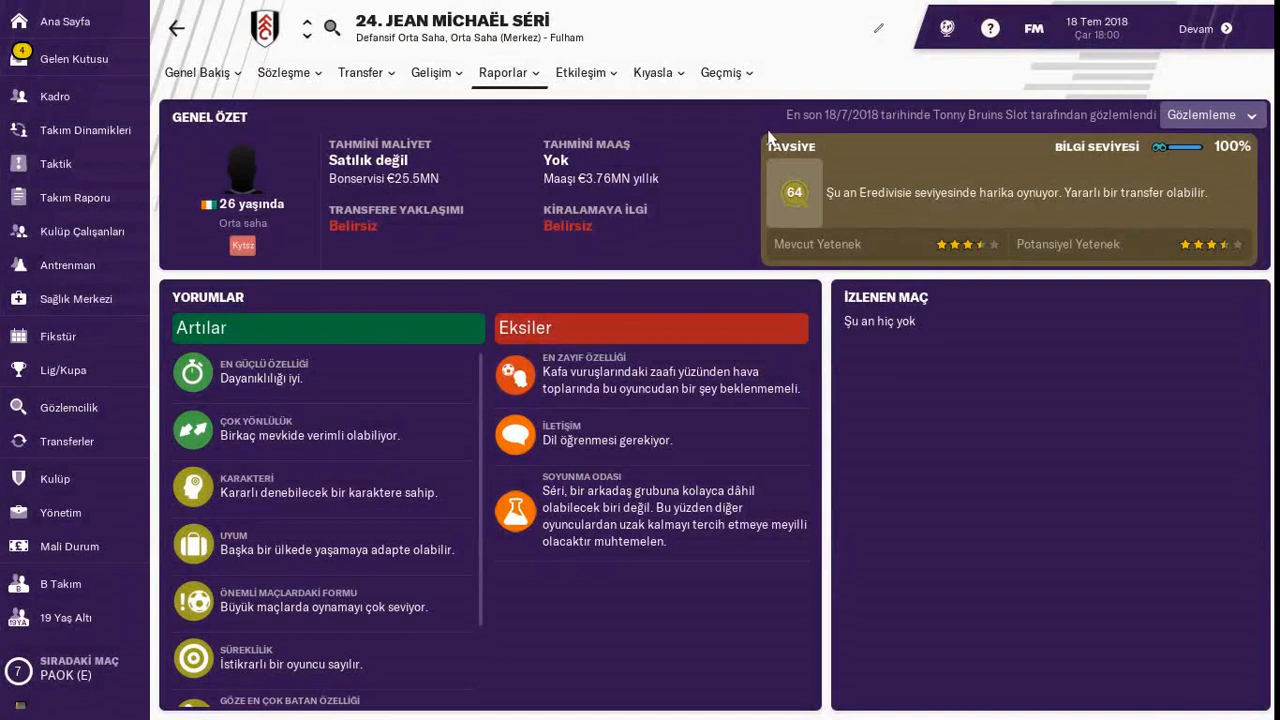 Ana Sayfa
4
Gelen Kutusu
Kadro
Takım Dinamikleri
Taktik
Takım Raporu
Kulüp Çalışanları
Antrenman
Sağlık Merkezi
Fikstür
Lig/Kupa
Gözlemcilik
Transferler
Kulüp
Yönetim
Mali Durum
B
B Takım
19YA
19 Yaş Altı
7
SIRADAKİ MAÇ
PAOK (E)
24. JEAN MİCHAËL SÉRİ
Defansif Orta Saha, Orta Saha (Merkez) - Fulham
?
FM
18 Tem 2018
Çar 18:00
Devam
Genel Bakış
Sözleşme
Transfer
Gelişim
Raporlar
Etkileşim
Kıyasla
Geçmiş
GENEL ÖZET
En son 18/7/2018 tarihinde Tonny Bruins Slot tarafından gözlemlendi
Gözlemleme
26 yaşında
Orta saha
Kytsz
TAHMİNİ MALİYET
Satılık değil
Bonservisi €25.5MN
TAHMİNİ MAAŞ
Yok
Maaşı €3.76MN yıllık
TRANSFERE YAKLAŞIMI
Belirsiz
KİRALAMAYA İLGİ
Belirsiz
TAVSİYE
BİLGİ SEVİYESİ
100%
64
Şu an Eredivisie seviyesinde harika oynuyor. Yararlı bir transfer olabilir.
Mevcut Yetenek
Potansiyel Yetenek
YORUMLAR
Artılar
EN GÜÇLÜ ÖZELLİĞİ
Dayanıklılığı iyi.
ÇOK YÖNLÜLÜK
Birkaç mevkide verimli olabiliyor.
KARAKTERİ
Kararlı denebilecek bir karaktere sahip.
UYUM
Başka bir ülkede yaşamaya adapte olabilir.
ÖNEMLİ MAÇLARDAKİ FORMU
Büyük maçlarda oynamayı çok seviyor.
SÜREKLİLİK
İstikrarlı bir oyuncu sayılır.
GÖZE EN ÇOK BATAN ÖZELLİĞİ
Eksiler
EN ZAYIF ÖZELLİĞİ
Kafa vuruşlarındaki zaafı yüzünden hava
toplarında bu oyuncudan bir şey beklenmemeli.
İLETİŞİM
Dil öğrenmesi gerekiyor.
SOYUNMA ODASI
Séri, bir arkadaş grubuna kolayca dâhil
olabilecek biri değil. Bu yüzden diğer
oyunculardan uzak kalmayı tercih etmeye meyilli
olacaktır muhtemelen.
İZLENEN MAÇ
Şu an hiç yok